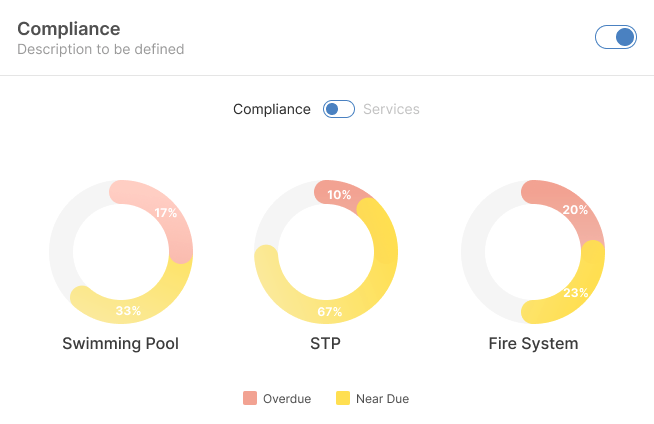 Compliance
Description to be defined
Compliance Services
17%
10%
20%
33%
67%
23%
Swimming Pool
STP
Fire System
Overdue Near Due